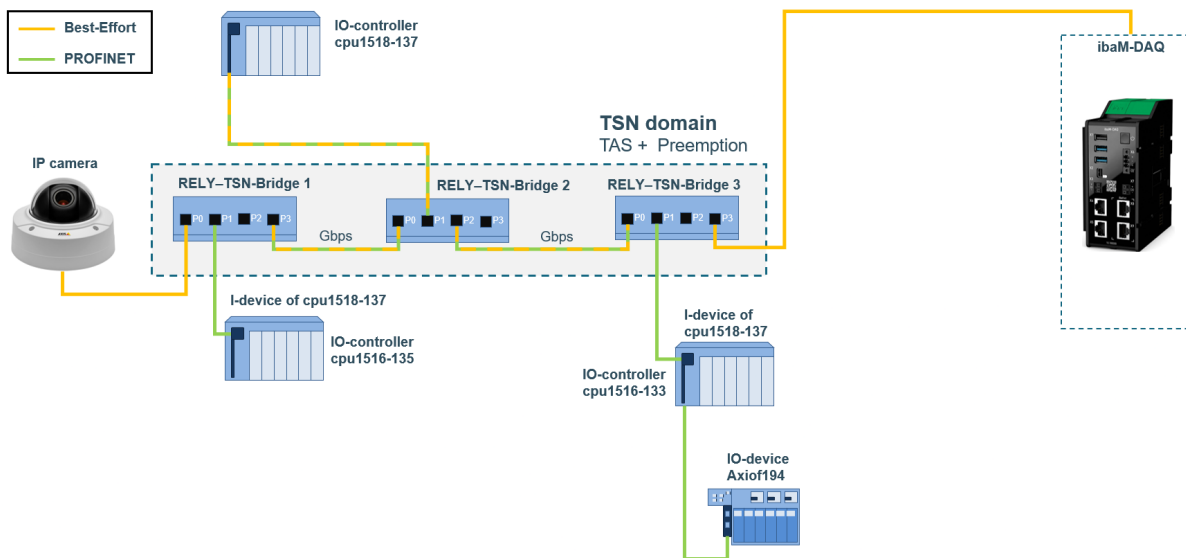 Best-Effort
PROFINET
IO-controller
cpu1518-137
ibaM-DAQ
TSN domain
TAS + Preemption
IP camera
RELY–TSN-Bridge 1
RELY–TSN-Bridge 2
RELY–TSN-Bridge 3
P0 P1 P2 P3
P0 P1 P2 P3
P0 P1 P2 P3
Gbps
Gbps
I-device of cpu1518-137
IO-controller
cpu1516-135
I-device of
cpu1518-137
IO-controller
cpu1516-133
IO-device
Axiof194